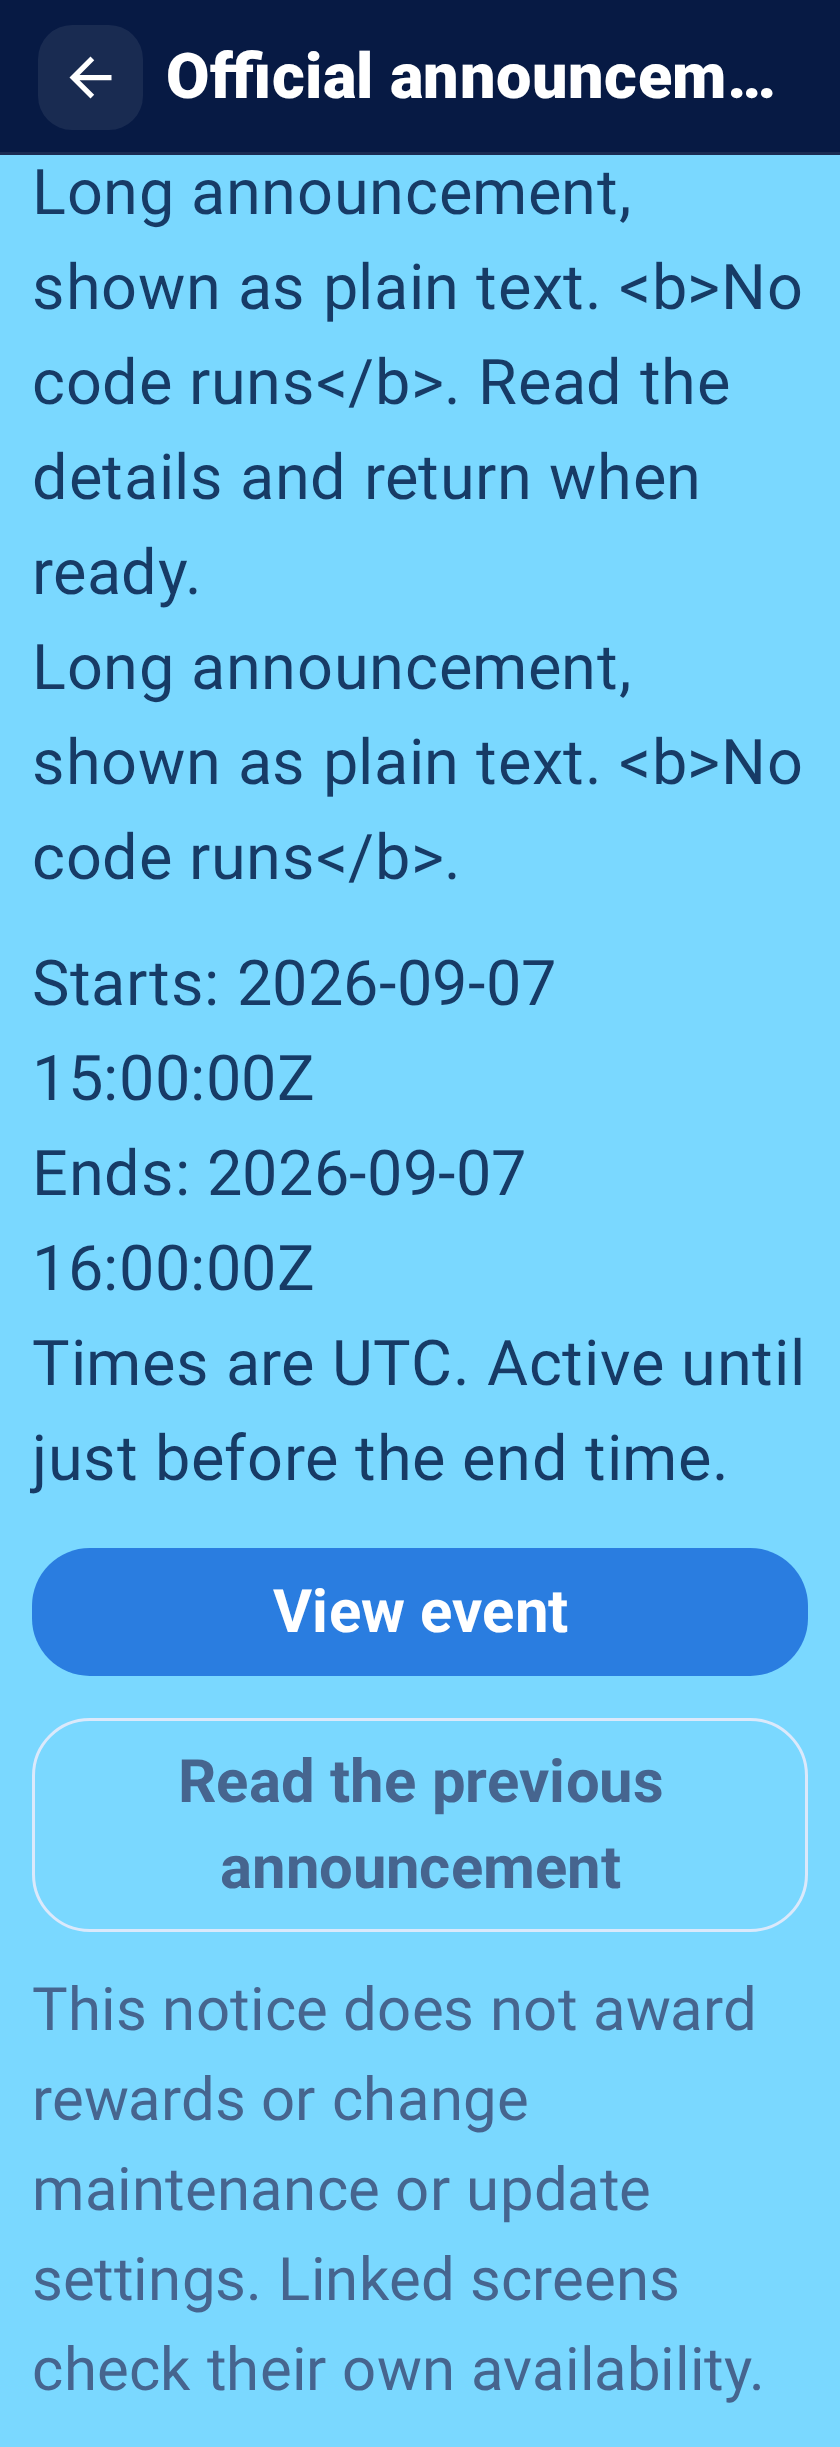 Official announcem...
Long announcement,
shown as plain text. <b>No
code runs</b>. Read the
details and return when
ready.
Long announcement,
shown as plain text. <b>No
code runs</b>.
Starts: 2026-09-07
15:00:00Z
Ends: 2026-09-07
16:00:00Z
Times are UTC. Active until
just before the end time.
View event
Read the previous
announcement
This notice does not award
rewards or change
maintenance or update
settings. Linked screens
check their own availability.